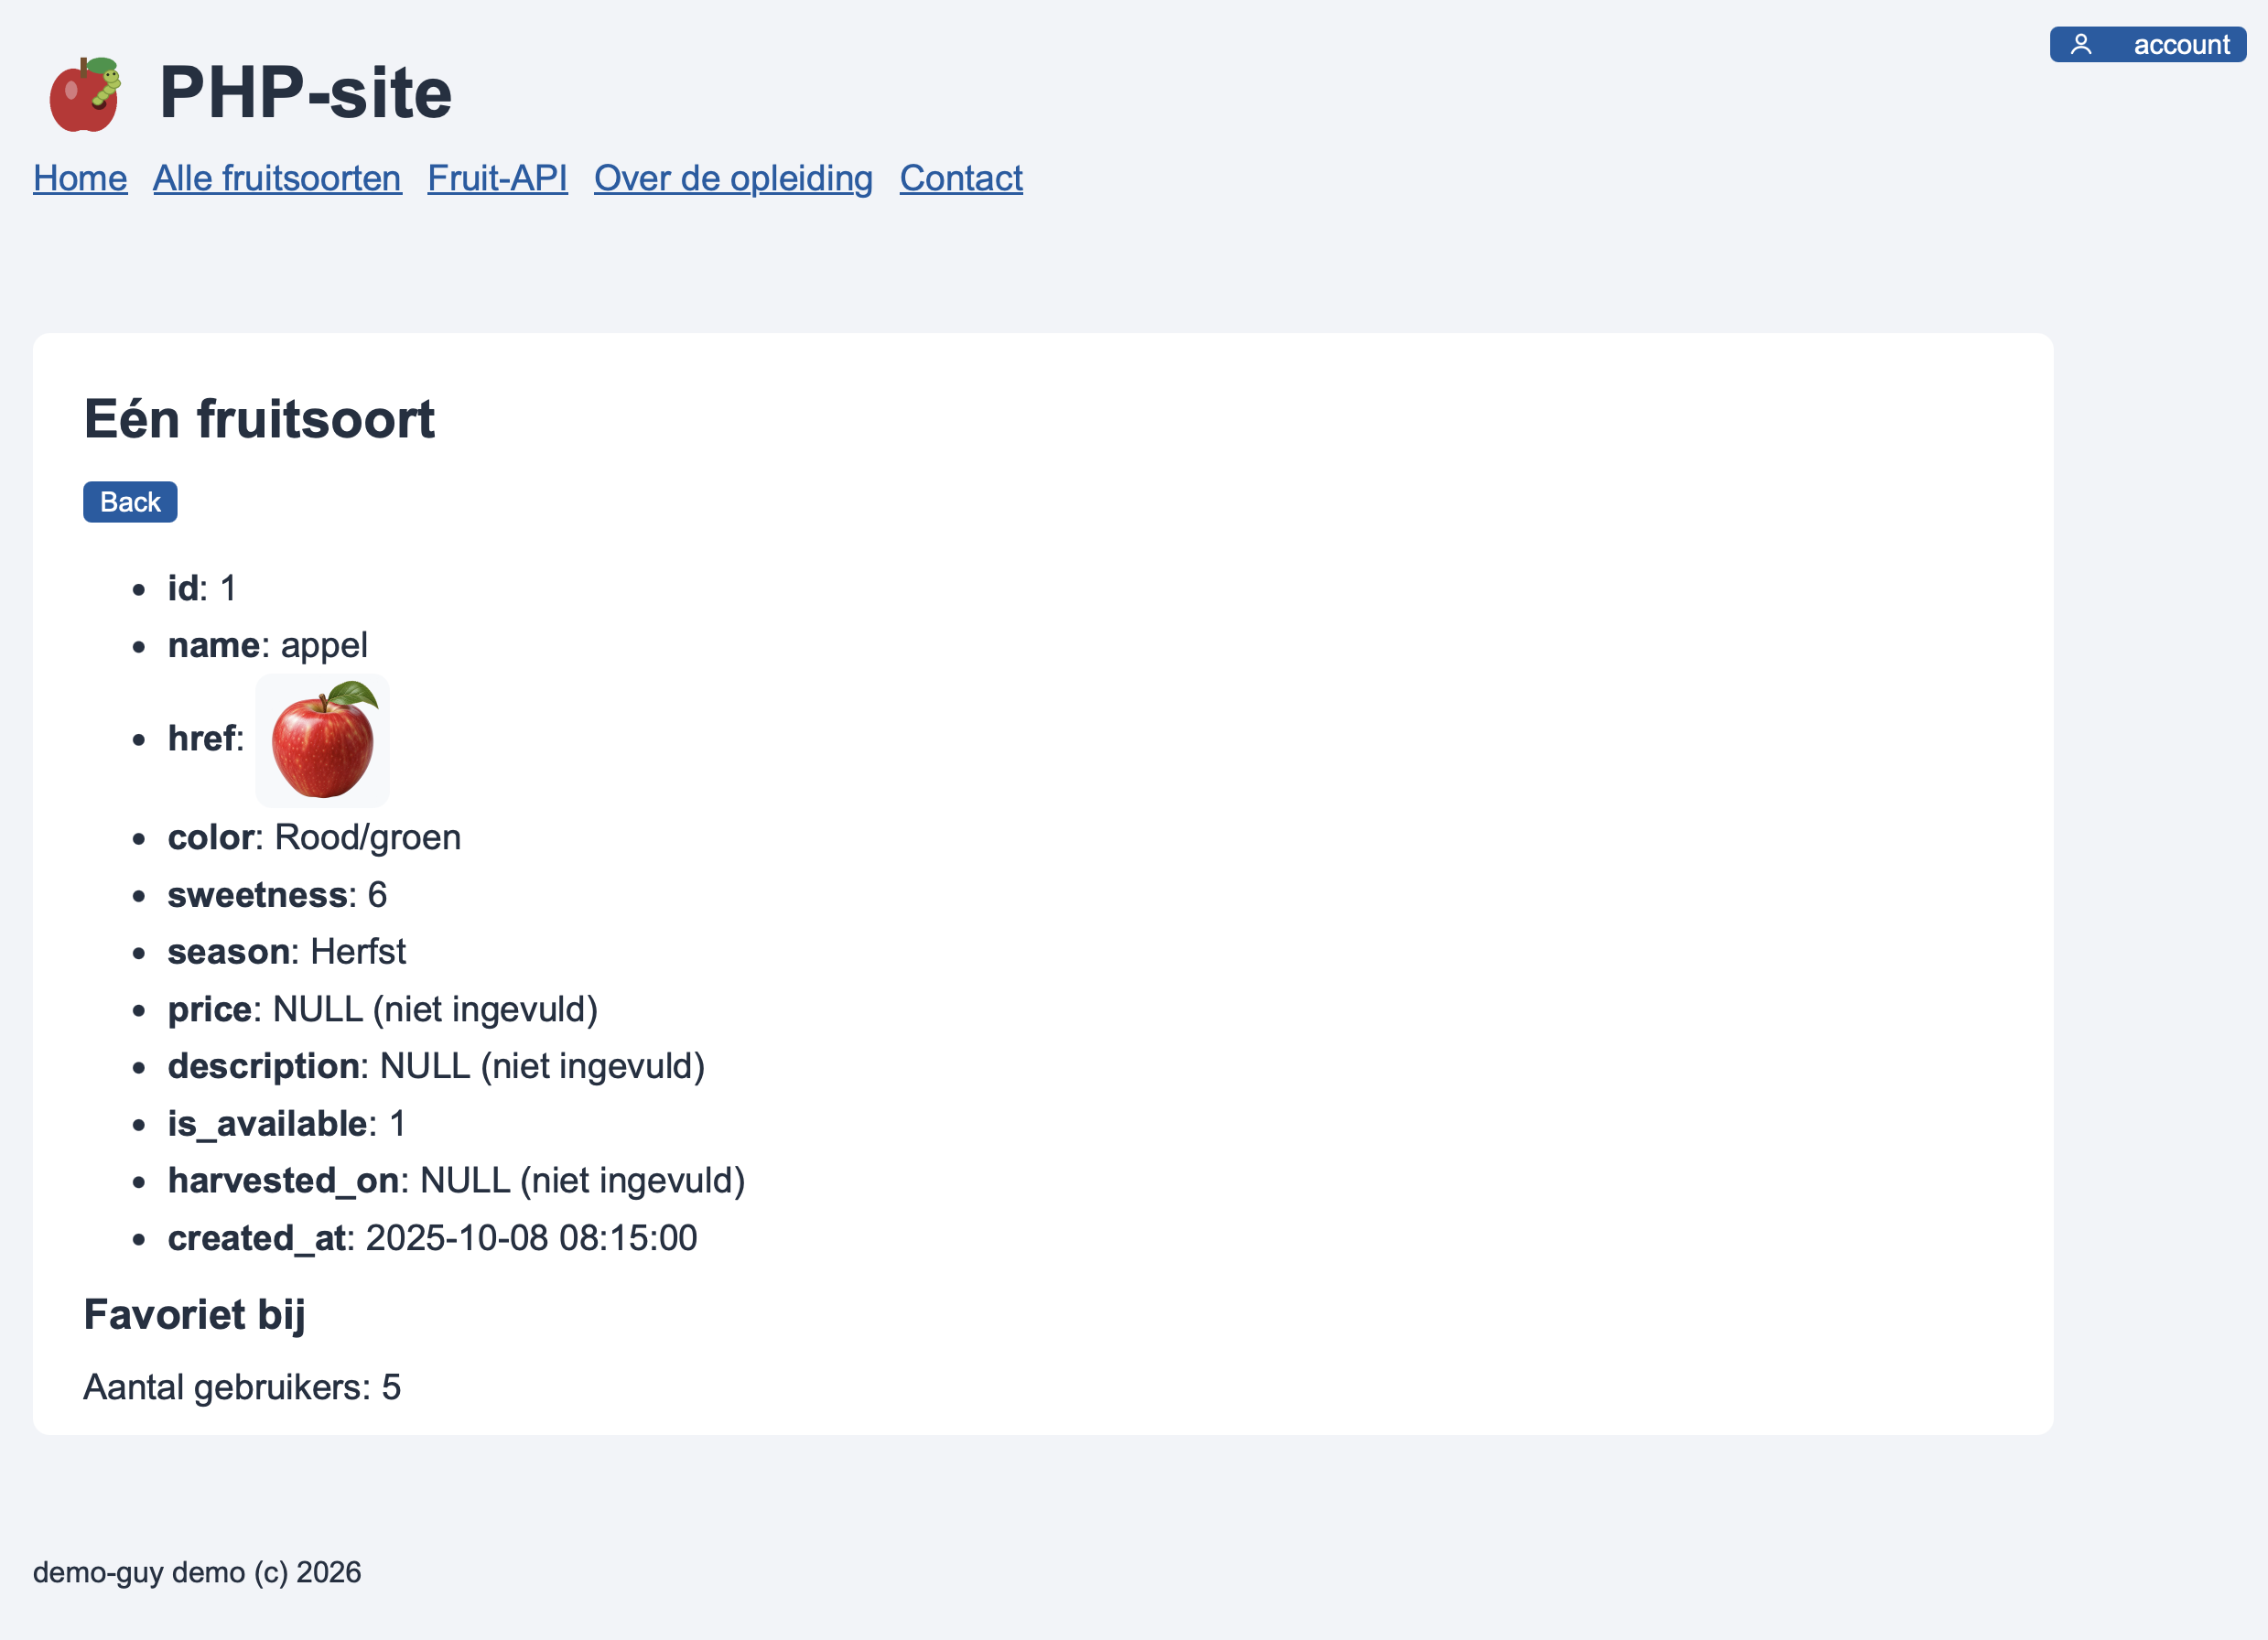 account
PHP-site
Home Alle fruitsoorten Fruit-API Over de opleiding Contact
Eén fruitsoort
Back
id: 1
name: appel
href:
color: Rood/groen
sweetness: 6
season: Herfst
price: NULL (niet ingevuld)
description: NULL (niet ingevuld)
is_available: 1
harvested_on: NULL (niet ingevuld)
created_at: 2025-10-08 08:15:00
Favoriet bij
Aantal gebruikers: 5
demo-guy demo (c) 2026